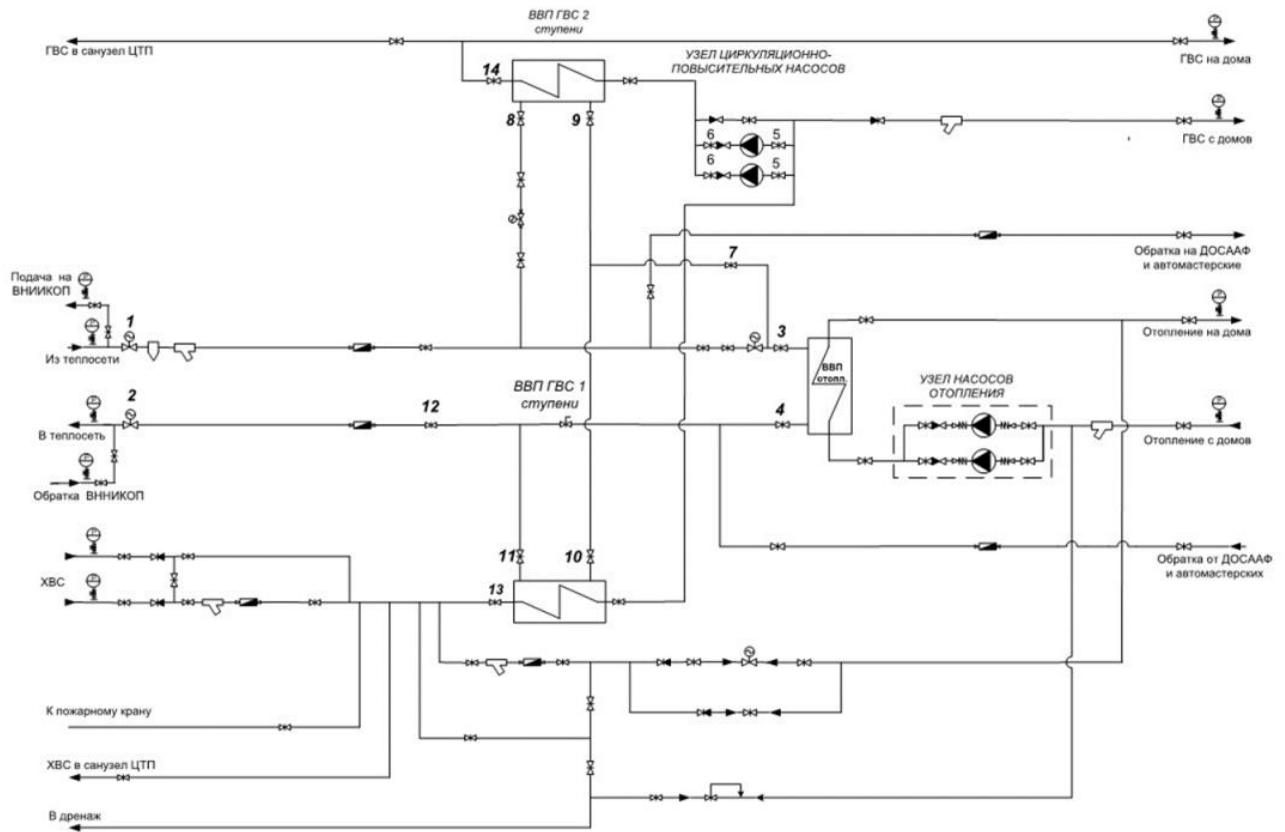 ВВП ГВС 2
ступени
ГВС в санузел ЦТП
УЗЕЛ ЦИРКУЛЯЦИОННО-
ПОВЫСИТЕЛЬНЫХ НАСОСОВ
ГВС на дома
14
8
9
6
5
6
5
ГВС с домов
7
Обратка на ДОСААФ
и автомастерские
Подача на
ВНИИКОП
1
3
Из теплосети
Отопление на дома
ВВП
отопл.
УЗЕЛ НАСОСОВ
ОТОПЛЕНИЯ
ВВП ГВС 1
ступени
2
12
4
В теплосеть
Отопление с домов
Обратка ВННИКОП
11
10
Обратка от ДОСААФ
и автомастерских
ХВС
13
К пожарному крану
ХВС в санузел ЦТП
В дренаж